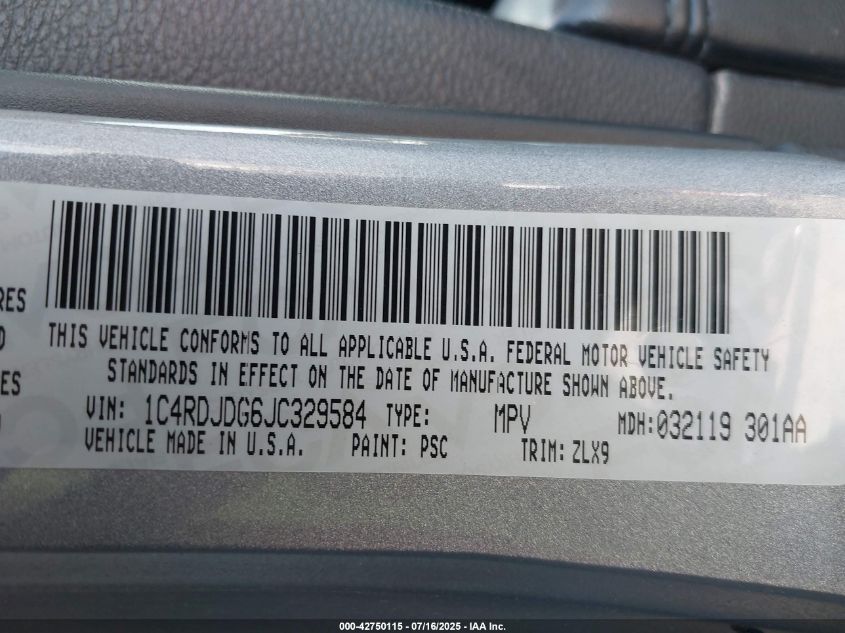 RES
THIS VEHICLE CONFORMS TO ALL APPLICABLE U.S.A. FEDERAL MOTOR VEHICLE SAFETY
STANDARDS IN EFFECT ON THE DATE OF MANUFACTURE SHOWN ABOVE.
ES
VIN: 1C4RDJDG6JC329584 TYPE: MPV MDH:032119 301AA
VEHICLE MADE IN U.S.A. PAINT: PSC TRIM: ZLX9
000-42750115 - 07/16/2025 - IAA Inc.